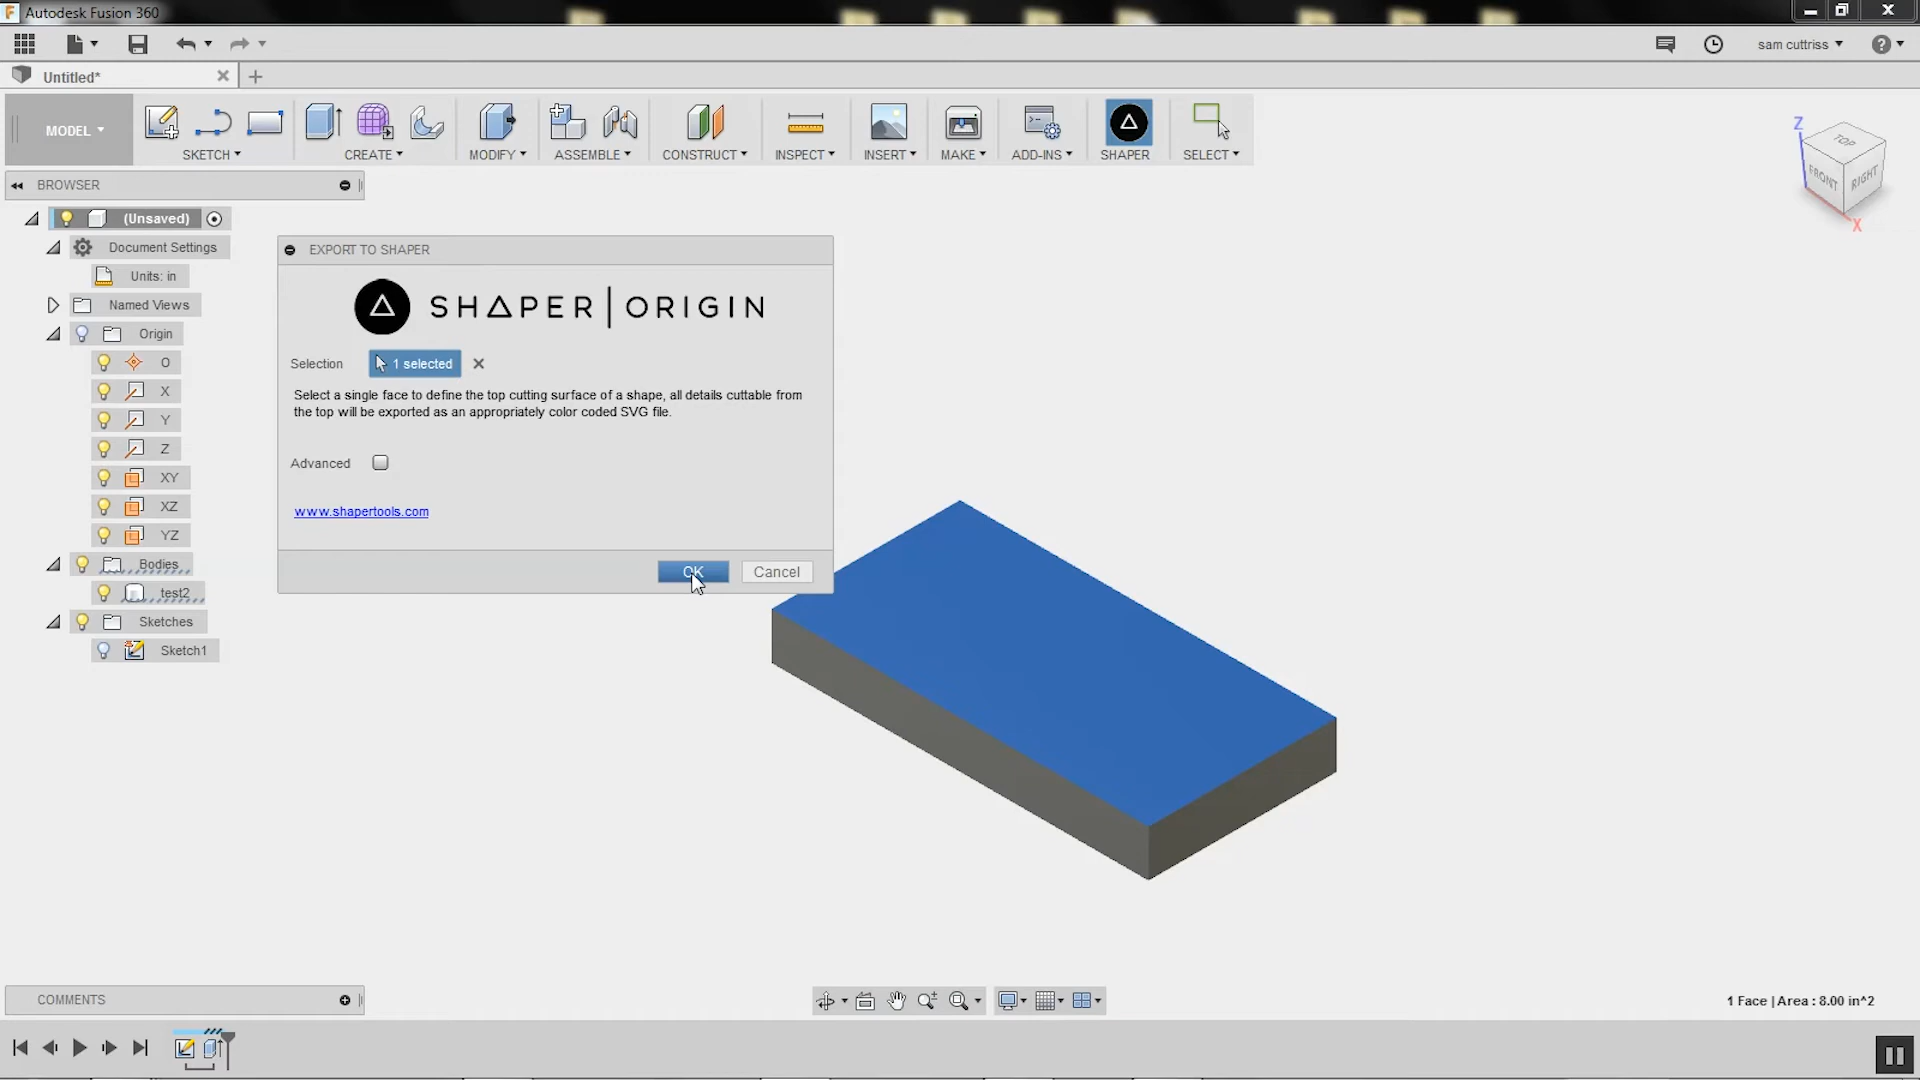 Autodesk Fusion 360
sam cuttriss
Untitled*
MODEL
SKETCH
CREATE
MODIFY
ASSEMBLE
CONSTRUCT
INSPECT
INSERT
MAKE
ADD-INS
SHAPER
SELECT
Z
TOP
FRONT
RIGHT
X
BROWSER
(Unsaved)
Document Settings
Units: in
Named Views
Origin
O
X
Y
Z
XY
XZ
YZ
Bodies
test2
Sketches
Sketch1
EXPORT TO SHAPER
SHAPER | ORIGIN
Selection
1 selected
Select a single face to define the top cutting surface of a shape, all details cuttable from
the top will be exported as an appropriately color coded SVG file.
Advanced
www.shapertools.com
OK
Cancel
COMMENTS
1 Face | Area : 8.00 in^2